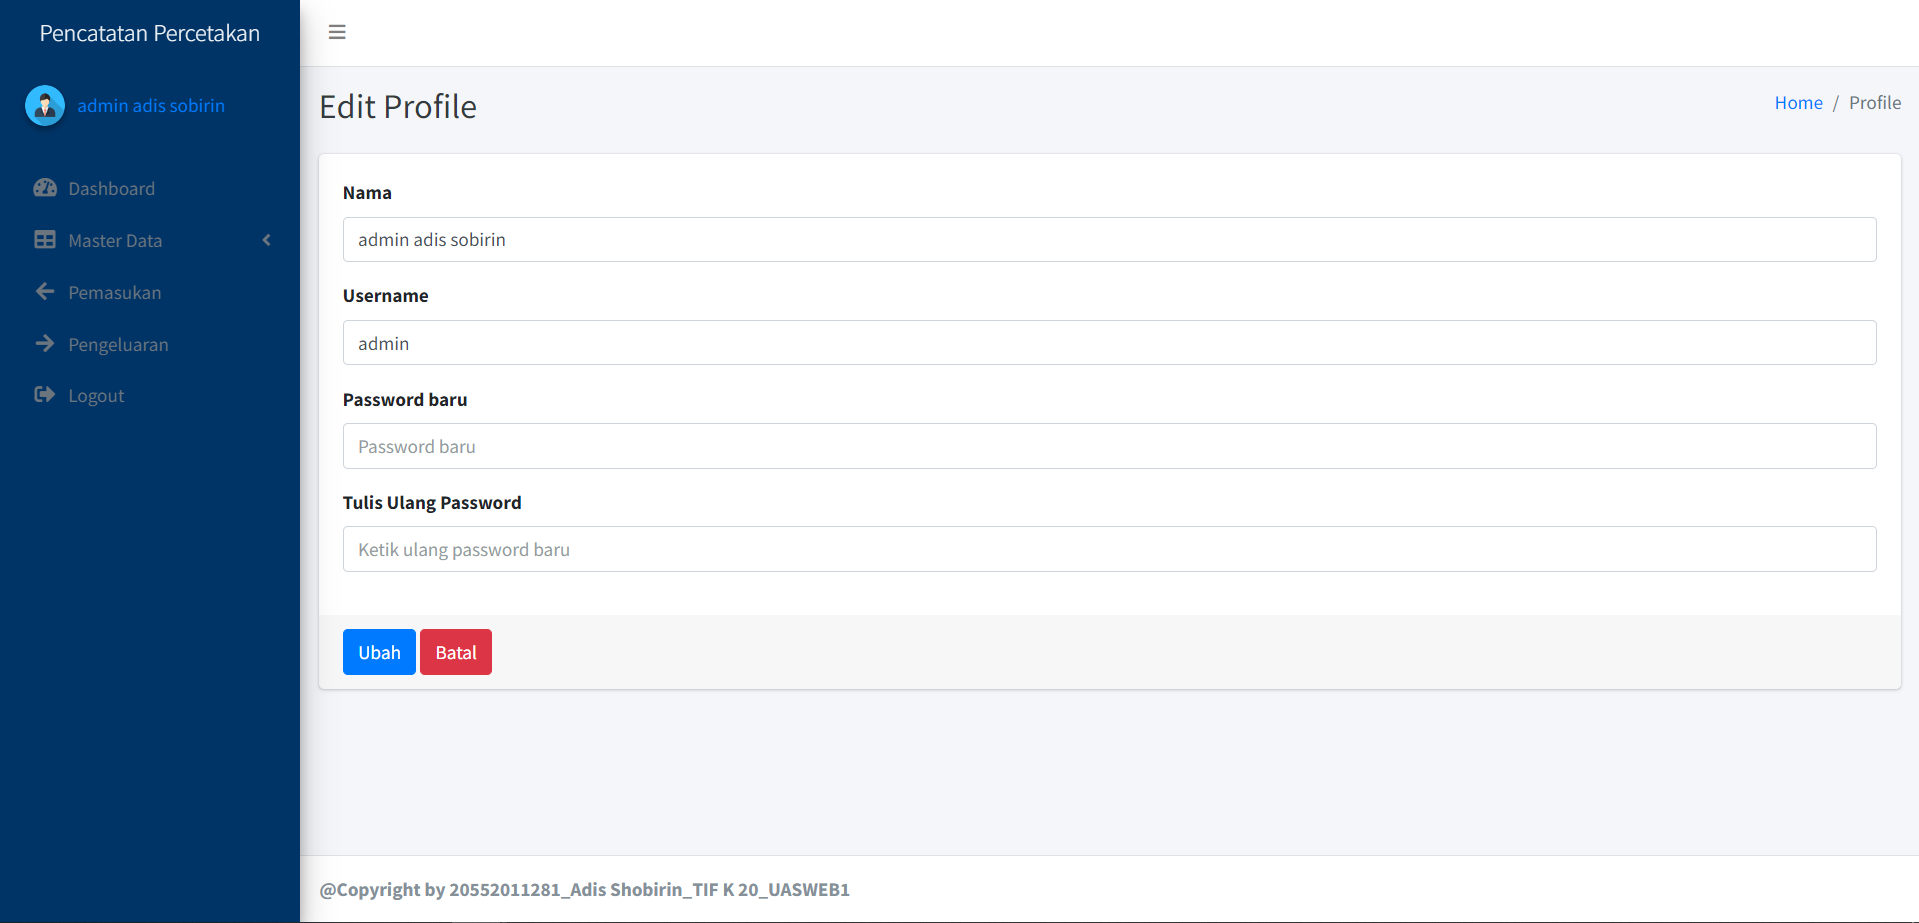 Pencatatan Percetakan
admin adis sobirin
Dashboard
Master Data
Pemasukan
Pengeluaran
Logout
Edit Profile
Home / Profile
Nama
admin adis sobirin
Username
admin
Password baru
Password baru
Tulis Ulang Password
Ketik ulang password baru
Ubah Batal
@Copyright by 20552011281_Adis Shobirin_TIF K 20_UASWEB1